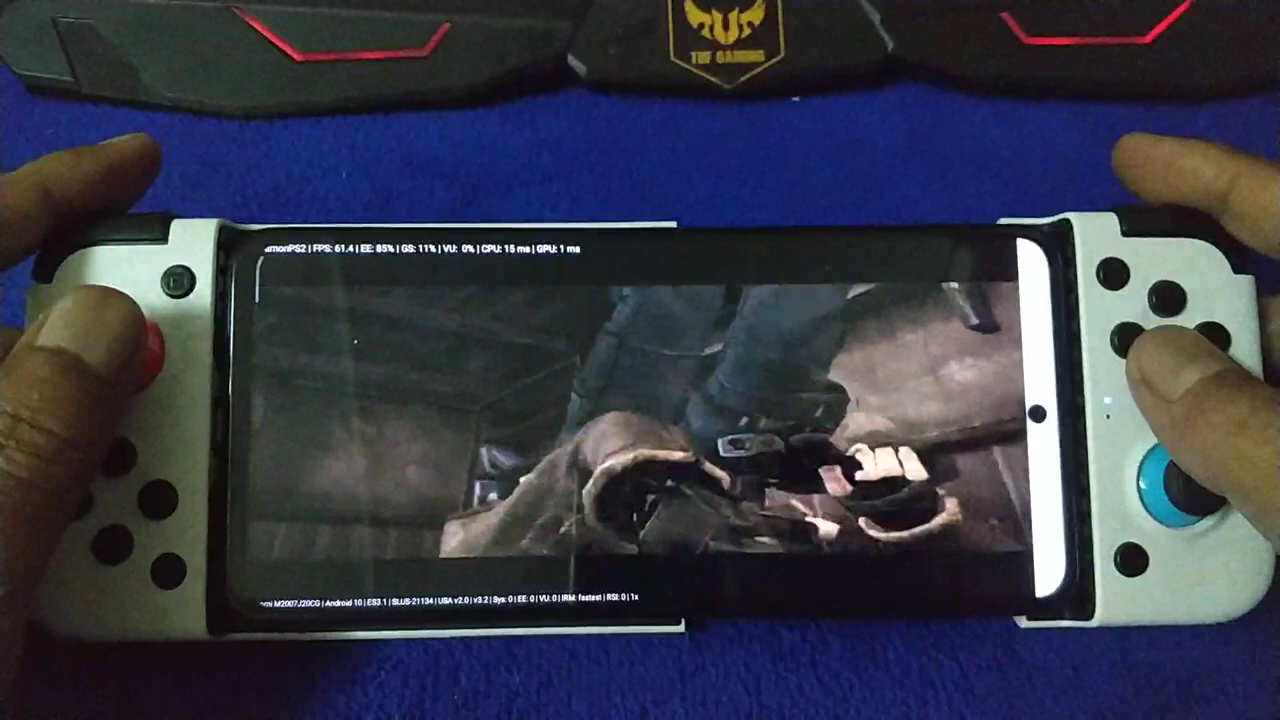 TUF GAMING
amonPS2 | FPS: 61.4 | EE: 85% | GS: 11% | VU: 0% | CPU: 15 ms | GPU: 1 ms
omi M2007J20CG | Android 10 | ES3.1 | SLUS-21134 | USA v2.0 | v3.2 | Sys: 0 | EE: 0 | VU: 0 | IRM: fastest | RSI: 0 | 1x